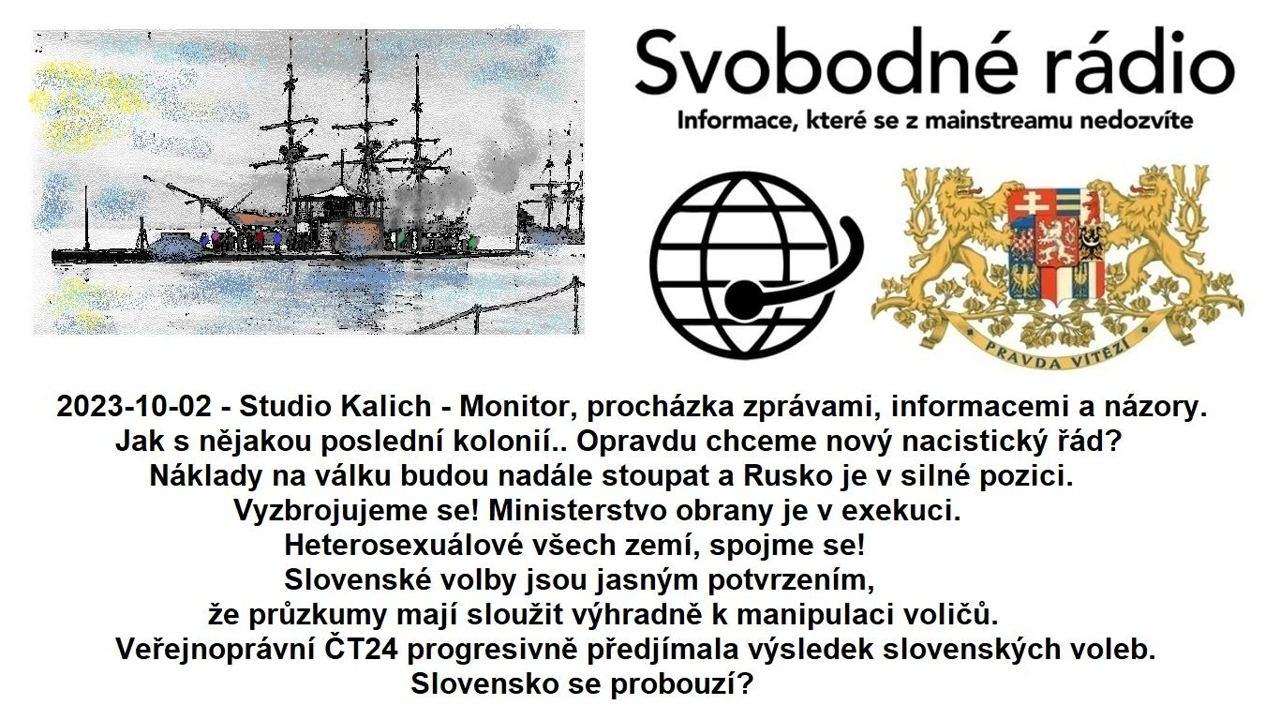 Svobodné rádio
Informace, které se z mainstreamu nedozvíte
PRAVDA VÍTĚZÍ
2023-10-02 - Studio Kalich - Monitor, procházka zprávami, informacemi a názory.
Jak s nějakou poslední kolonií.. Opravdu chceme nový nacistický řád?
Náklady na válku budou nadále stoupat a Rusko je v silné pozici.
Vyzbrojujeme se! Ministerstvo obrany je v exekuci.
Heterosexuálové všech zemí, spojme se!
Slovenské volby jsou jasným potvrzením,
že průzkumy mají sloužit výhradně k manipulaci voličů.
Veřejnoprávní ČT24 progresivně předjímala výsledek slovenských voleb.
Slovensko se probouzí?